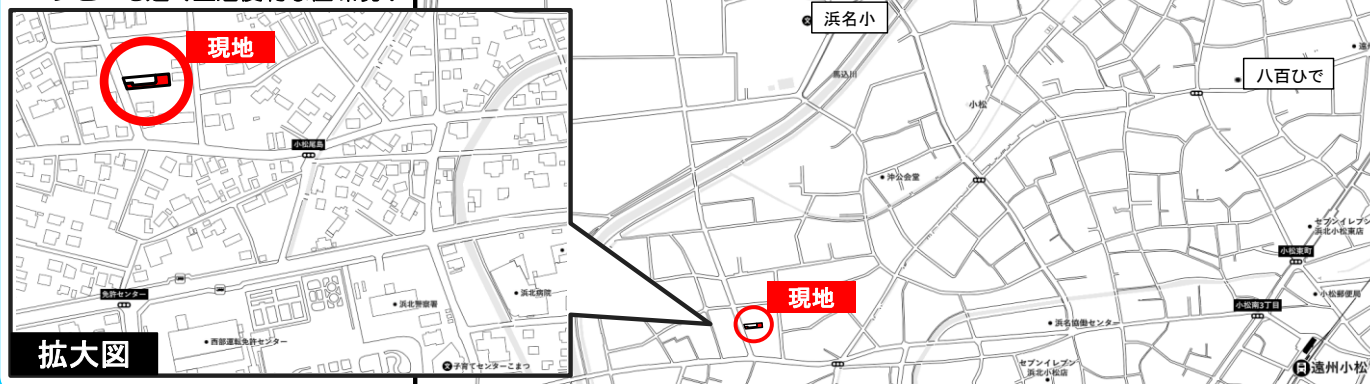 現地
小松尾島
免許センター
浜北警察署
浜北病院
西部運転免許センター
子育てセンターこまつ
拡大図
浜名小
馬込川
八百ひで
小松
沖公会堂
セブンイレブン
浜北小松東店
小松東町
小松郵便局
小松南3丁目
現地
浜名協働センター
セブンイレブン
浜北小松店
遠州小松